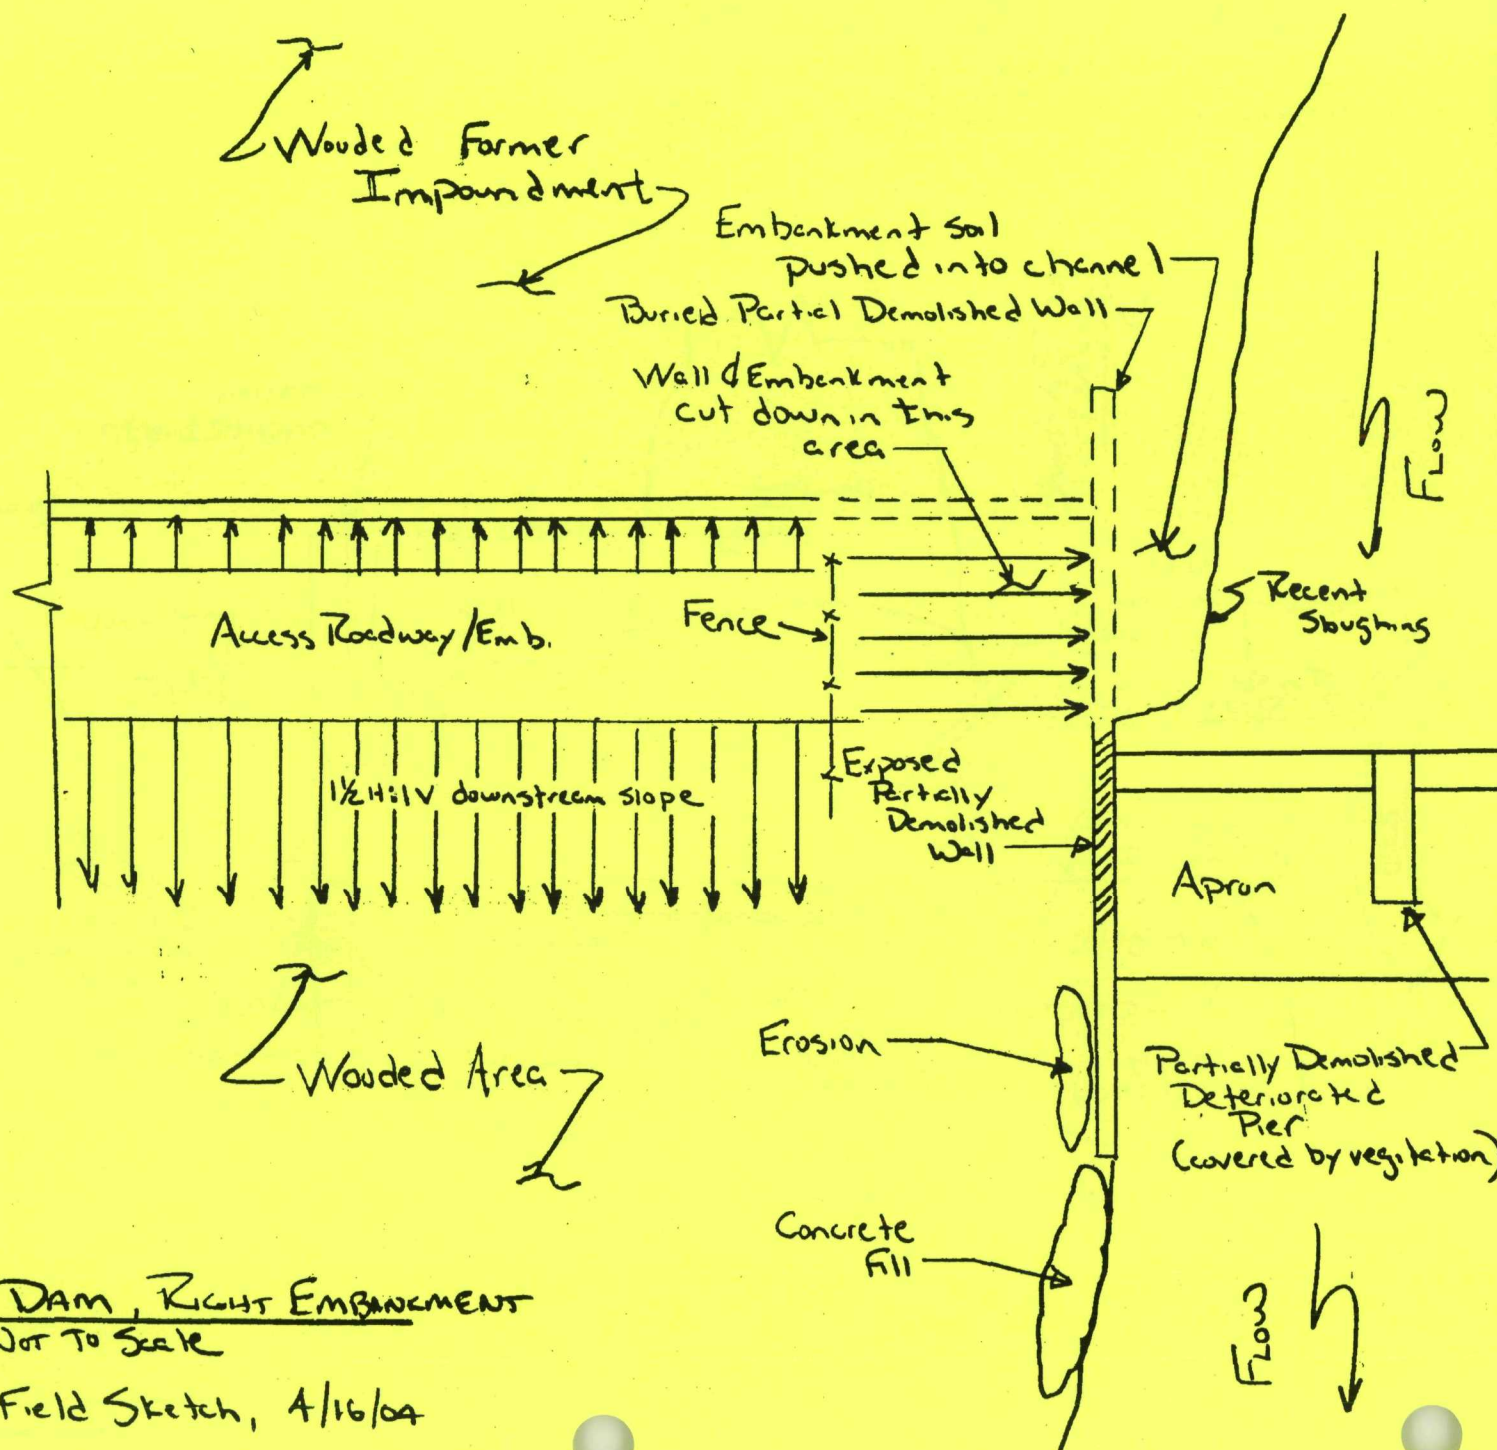 Wooded Former
Impoundment
Embankment soil
pushed into channel
Buried Partial Demolished Wall
Wall & Embankment
cut down in this
area
Flow
Recent
Sloughing
Access Roadway/Emb.
Fence
1½H:1V downstream slope
Exposed
Partially
Demolished
Wall
Apron
Erosion
Wooded Area
Partially Demolished
Deteriorated
Pier
(covered by vegitation)
Concrete
Fill
Flow
DAM, RIGHT EMBANKMENT
Not To Scale
Field Sketch, 4/16/04